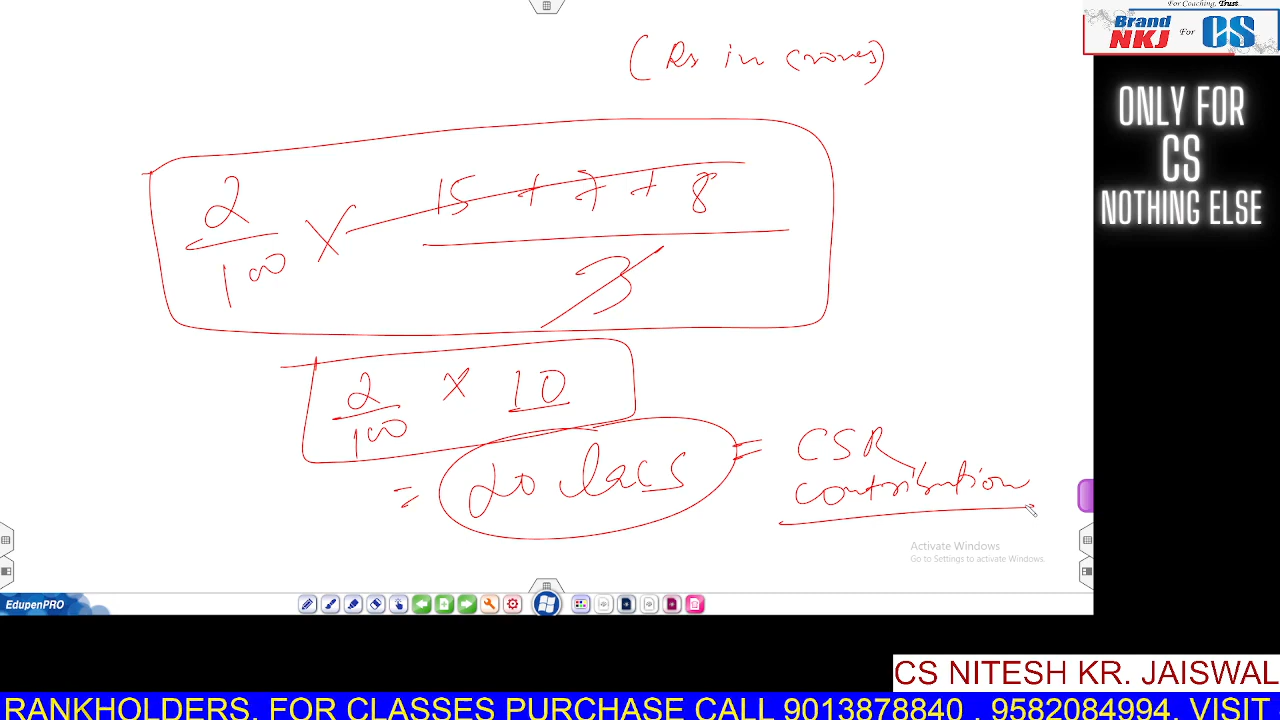 For Coaching, Trust...
Brand NKJ For CS
(Rs in crores)
ONLY FOR
CS
NOTHING ELSE
2/100 × 15 + 7 + 8 / 3
2/100 × 10
= 20 lacs = CSR contribution
Activate Windows
Go to Settings to activate Windows.
EdupenPRO
CS NITESH KR. JAISWAL
RANKHOLDERS. FOR CLASSES PURCHASE CALL 9013878840 , 9582084994. VISIT